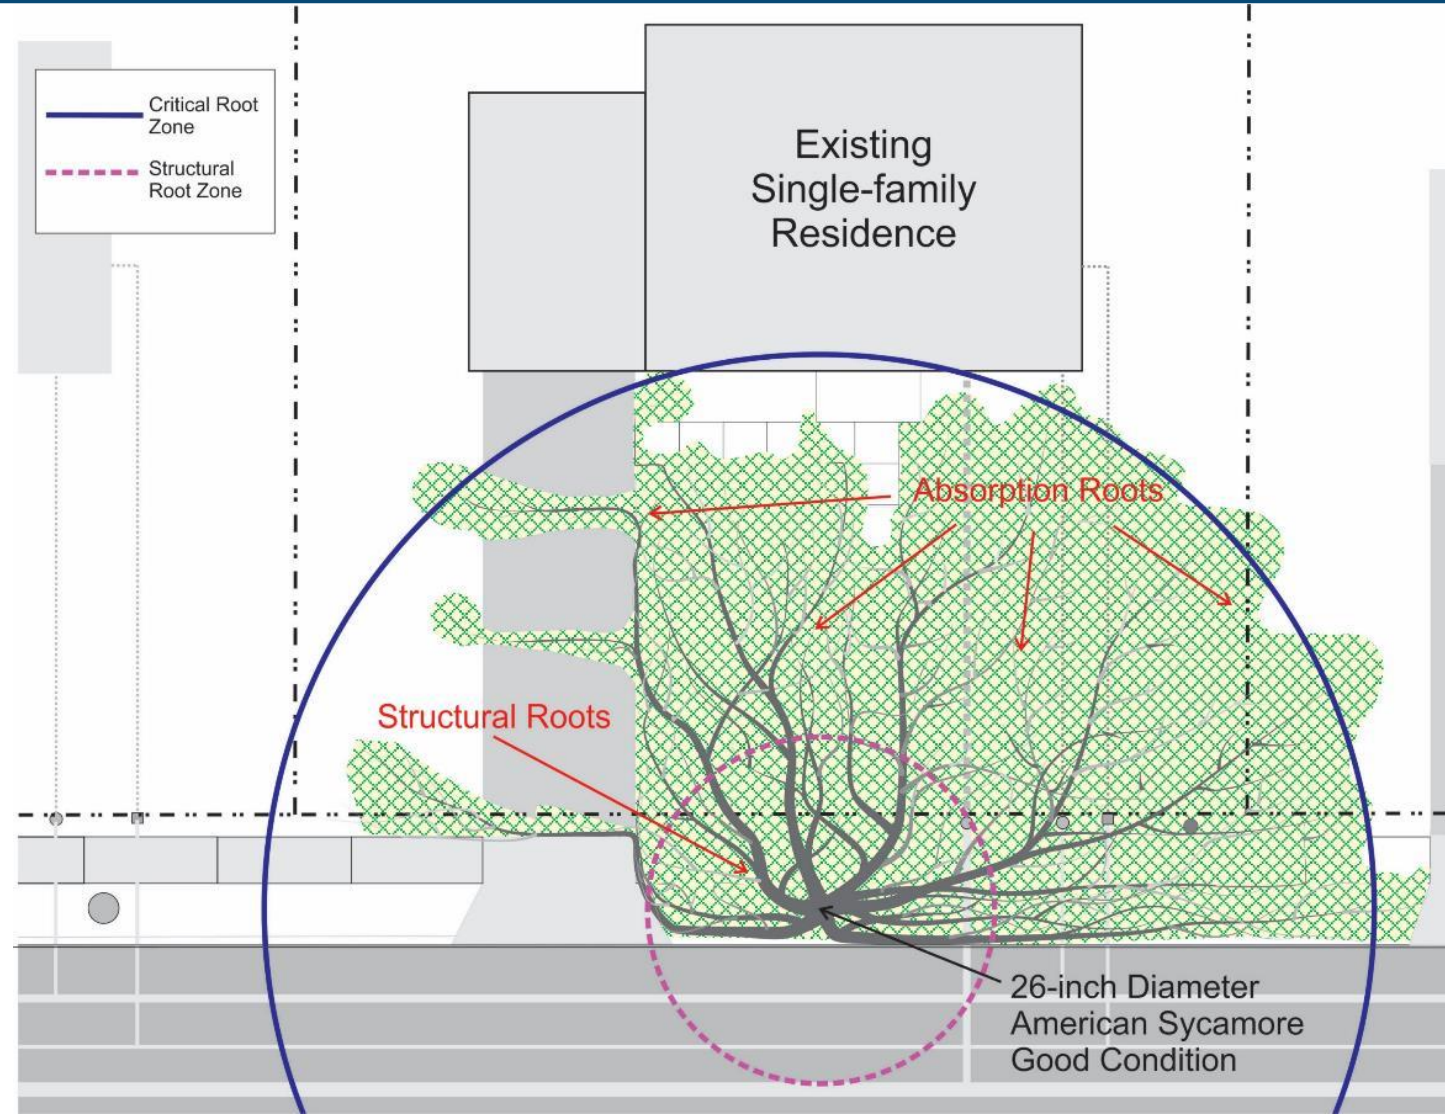 Critical Root
Zone
Structural
Root Zone
Existing
Single-family
Residence
Absorption Roots
Structural Roots
26-inch Diameter
American Sycamore
Good Condition